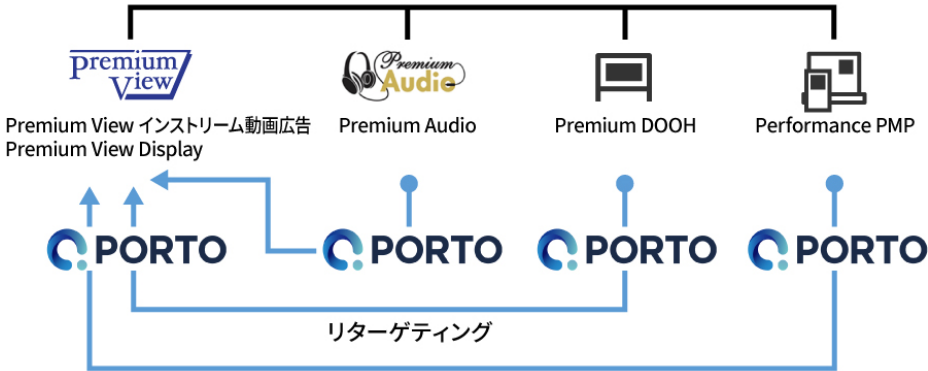 Premium View
Premium Audio
Premium View インストリーム動画広告
Premium View Display
Premium Audio
Premium DOOH
Performance PMP
PORTO
PORTO
PORTO
PORTO
リターゲティング